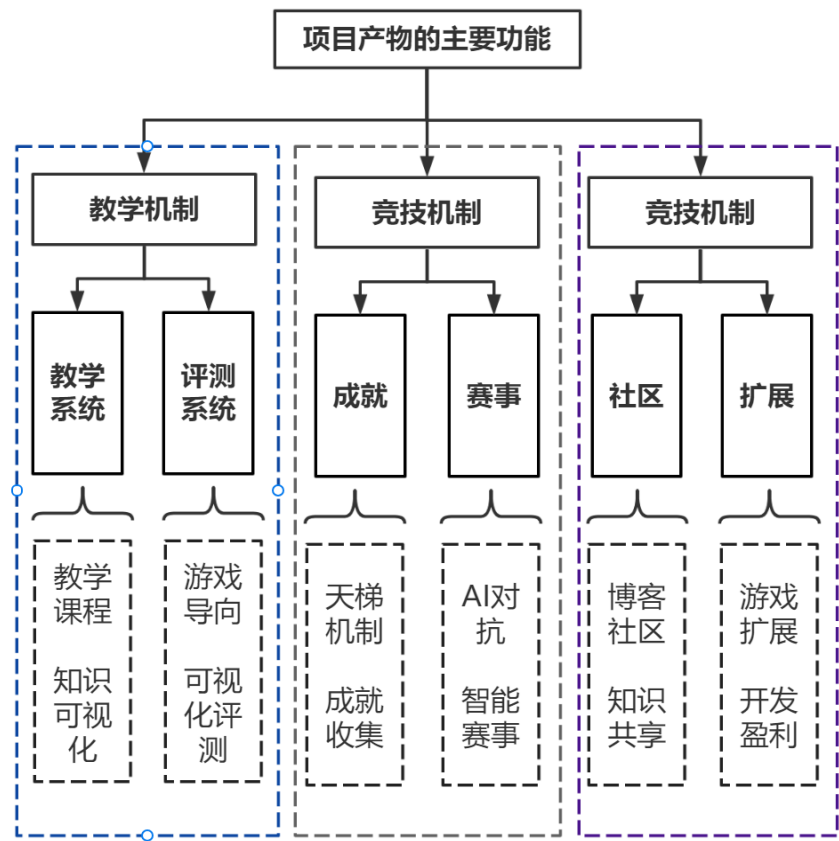 项目产物的主要功能
教学机制
竞技机制
竞技机制
教学
系统
评测
系统
成就
赛事
社区
扩展
教学
课程
知识
可视
化
游戏
导向
可视
化评
测
天梯
机制
成就
收集
AI对
抗
智能
赛事
博客
社区
知识
共享
游戏
扩展
开发
盈利